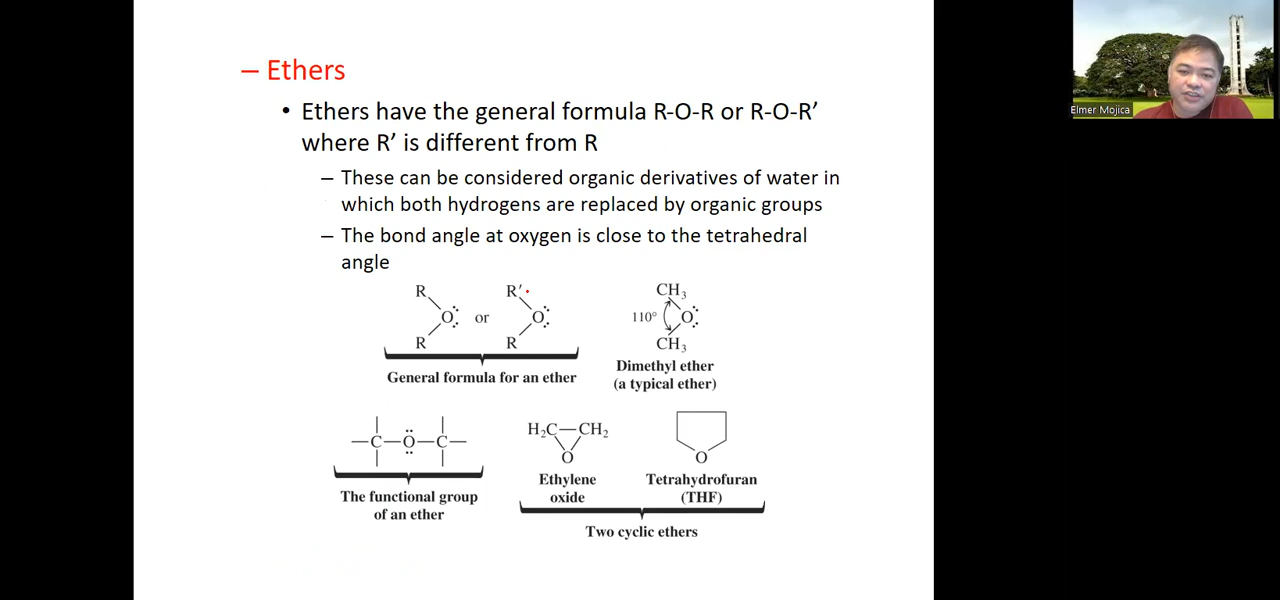 – Ethers
• Ethers have the general formula R-O-R or R-O-R’
where R’ is different from R
– These can be considered organic derivatives of water in
which both hydrogens are replaced by organic groups
– The bond angle at oxygen is close to the tetrahedral
angle
R R′ CH3
O or O 110° O
R R CH3
General formula for an ether
Dimethyl ether
(a typical ether)
C O C
H2C CH2
O
O
The functional group
of an ether
Ethylene
oxide
Tetrahydrofuran
(THF)
Two cyclic ethers
Elmer Mojica